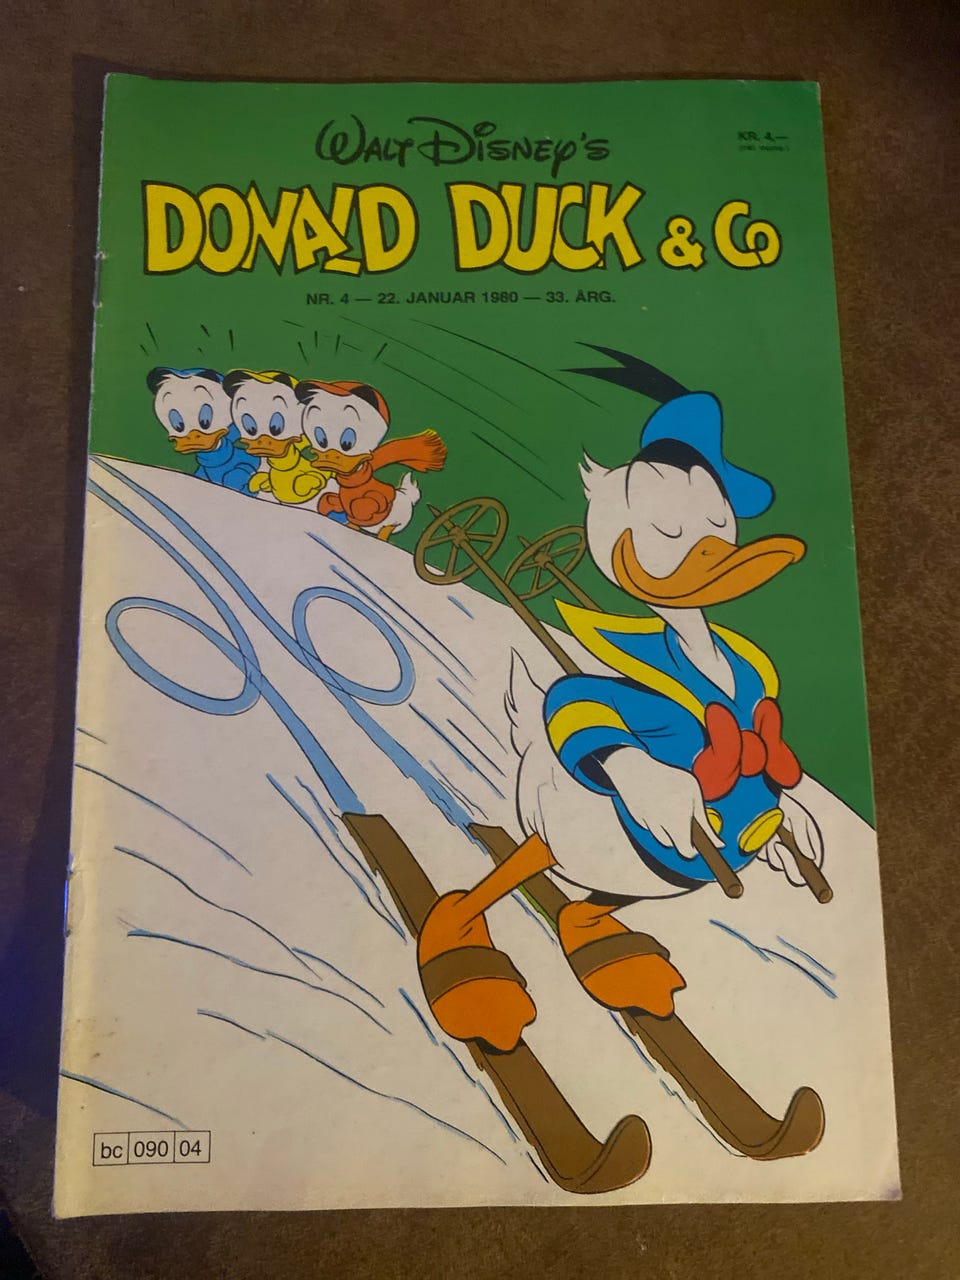 WALT DISNEY'S
KR. 4,—
DONALD DUCK & Co
NR. 4 — 22. JANUAR 1980 — 33. ÅRG.
bc 090 04